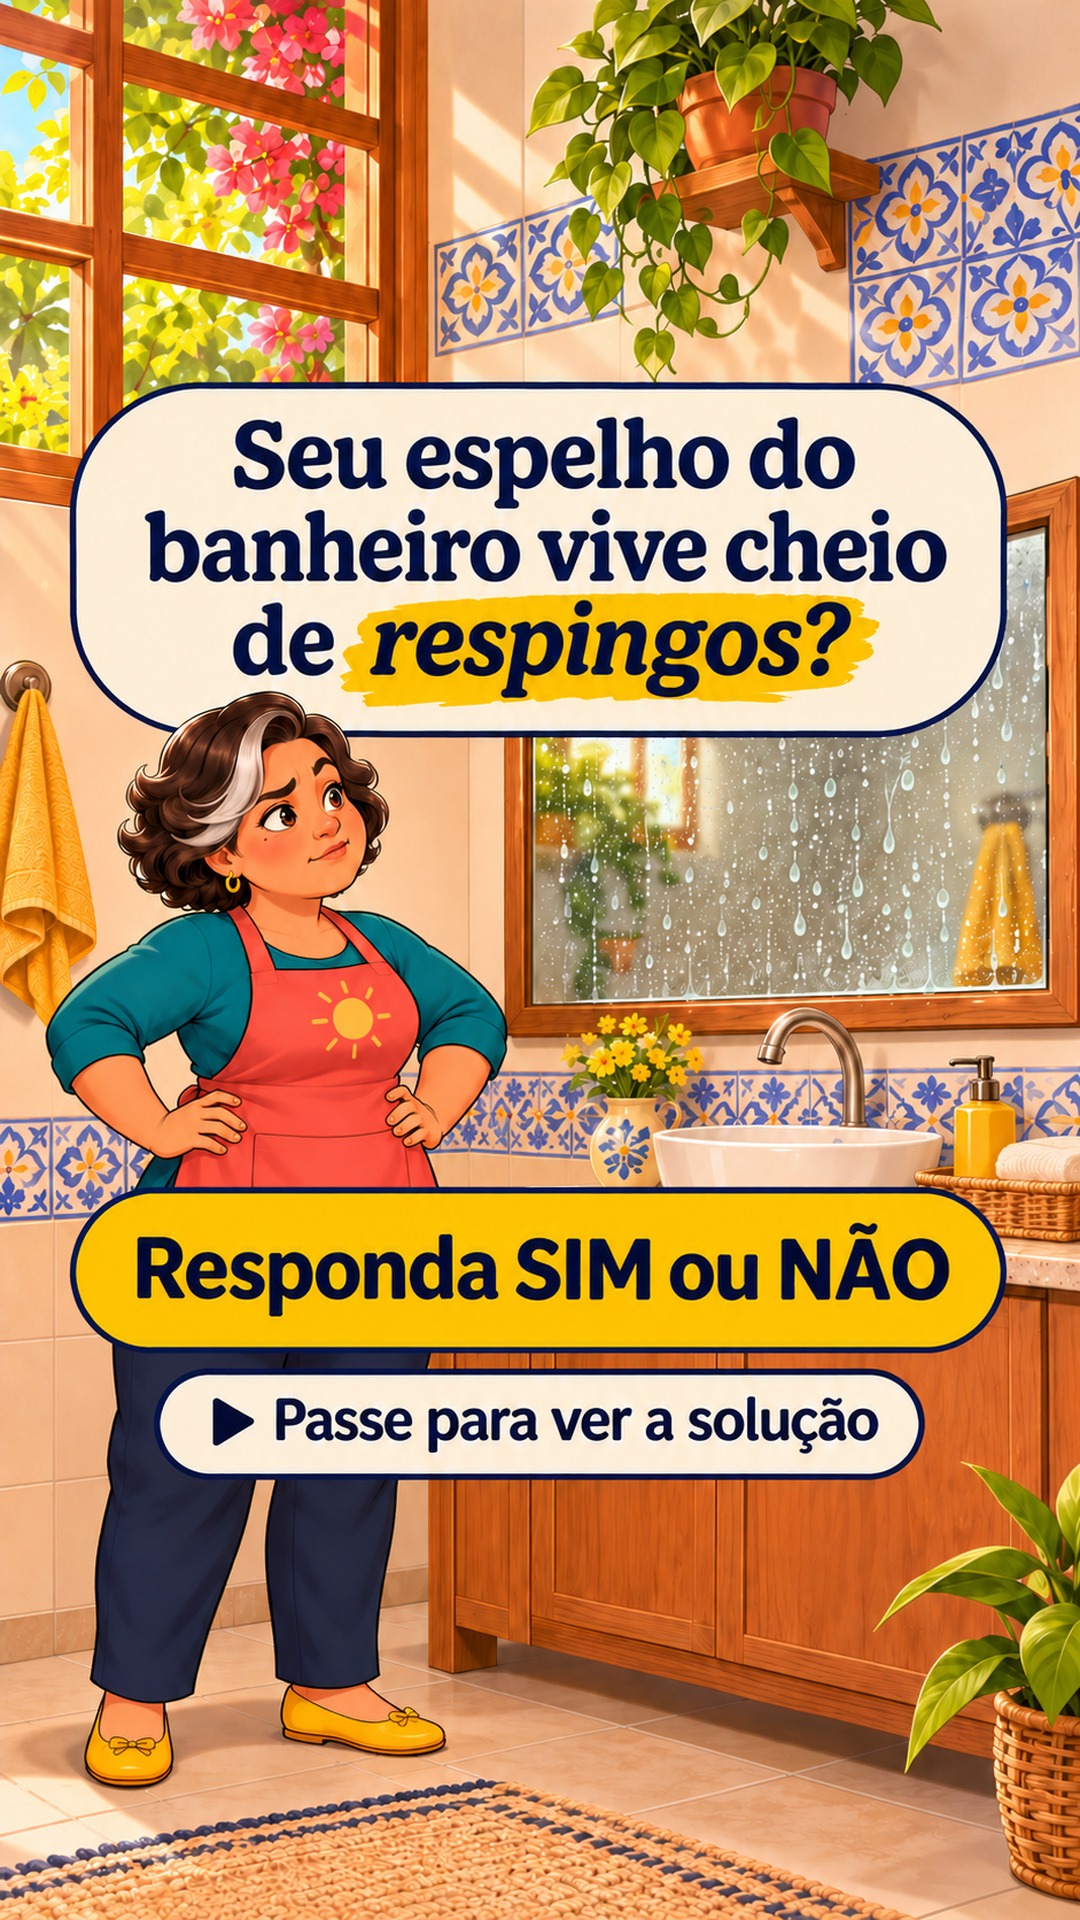 Seu espelho do
banheiro vive cheio
de respingos?
Responda SIM ou NÃO
▶ Passe para ver a solução